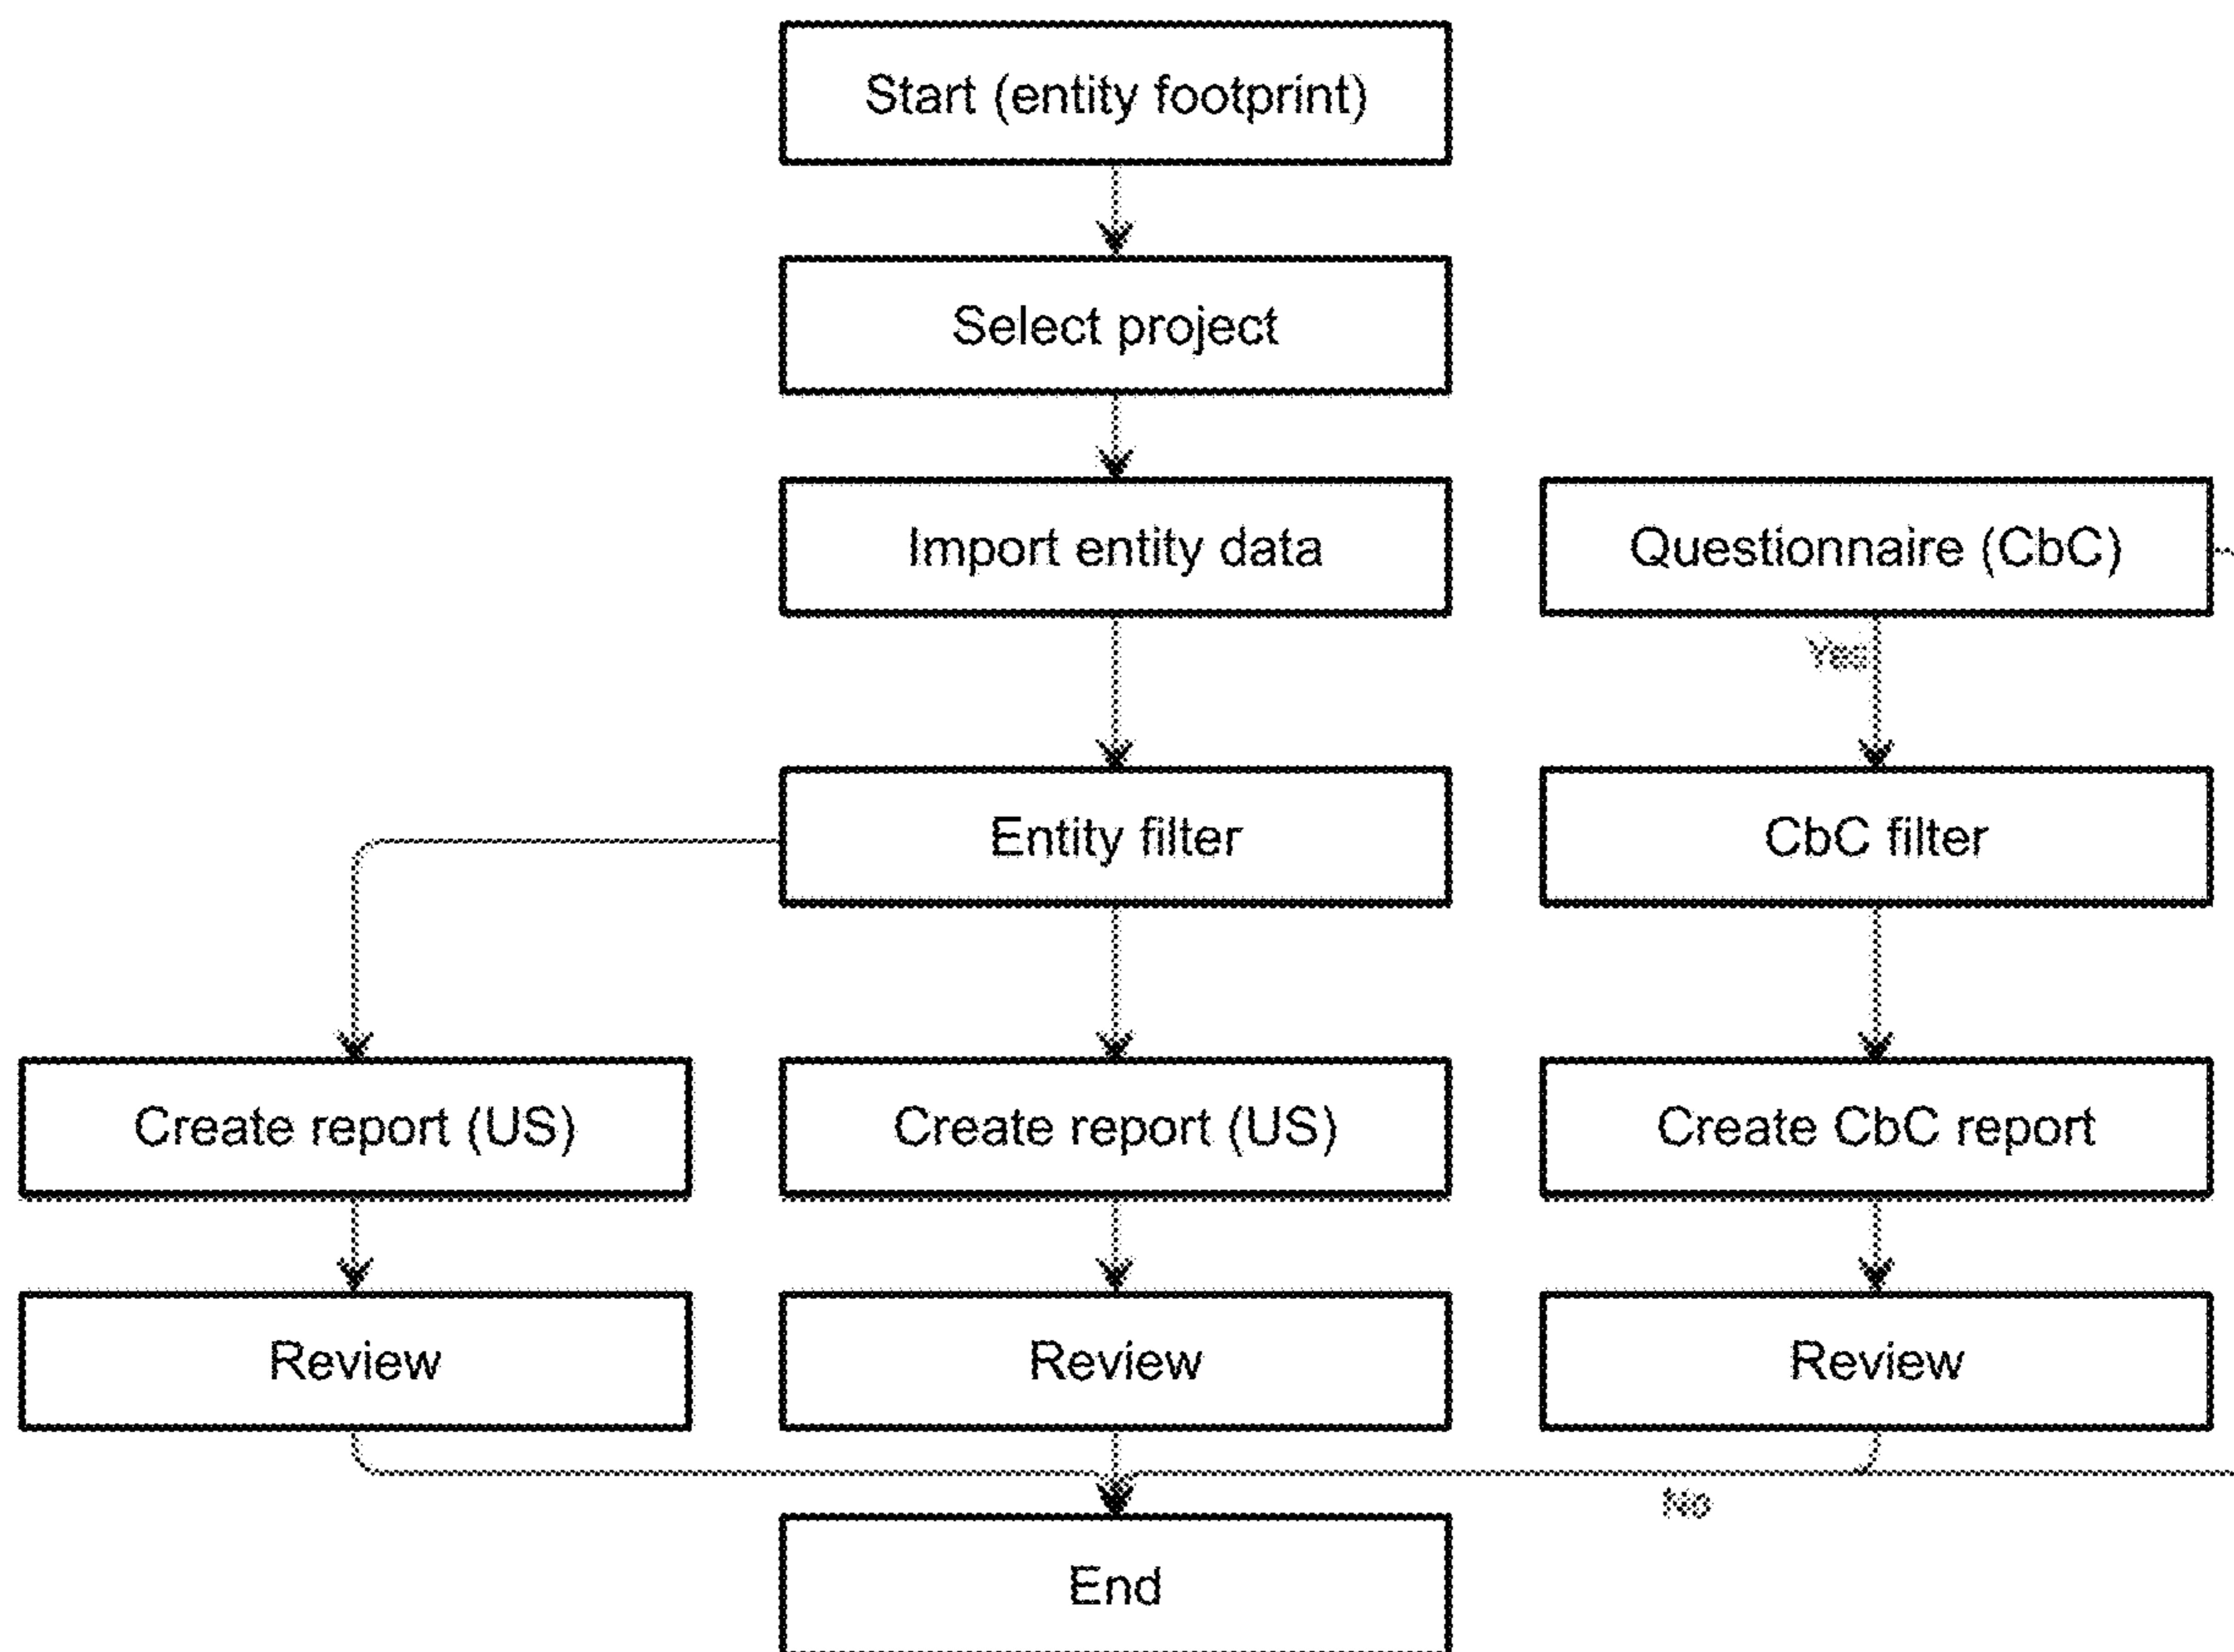 Start (entity footprint)
Select project
Import entity data
Questionnaire (CbC)
Yes
Entity filter
CbC filter
Create report (US)
Create report (US)
Create CbC report
Review
Review
Review
No
End